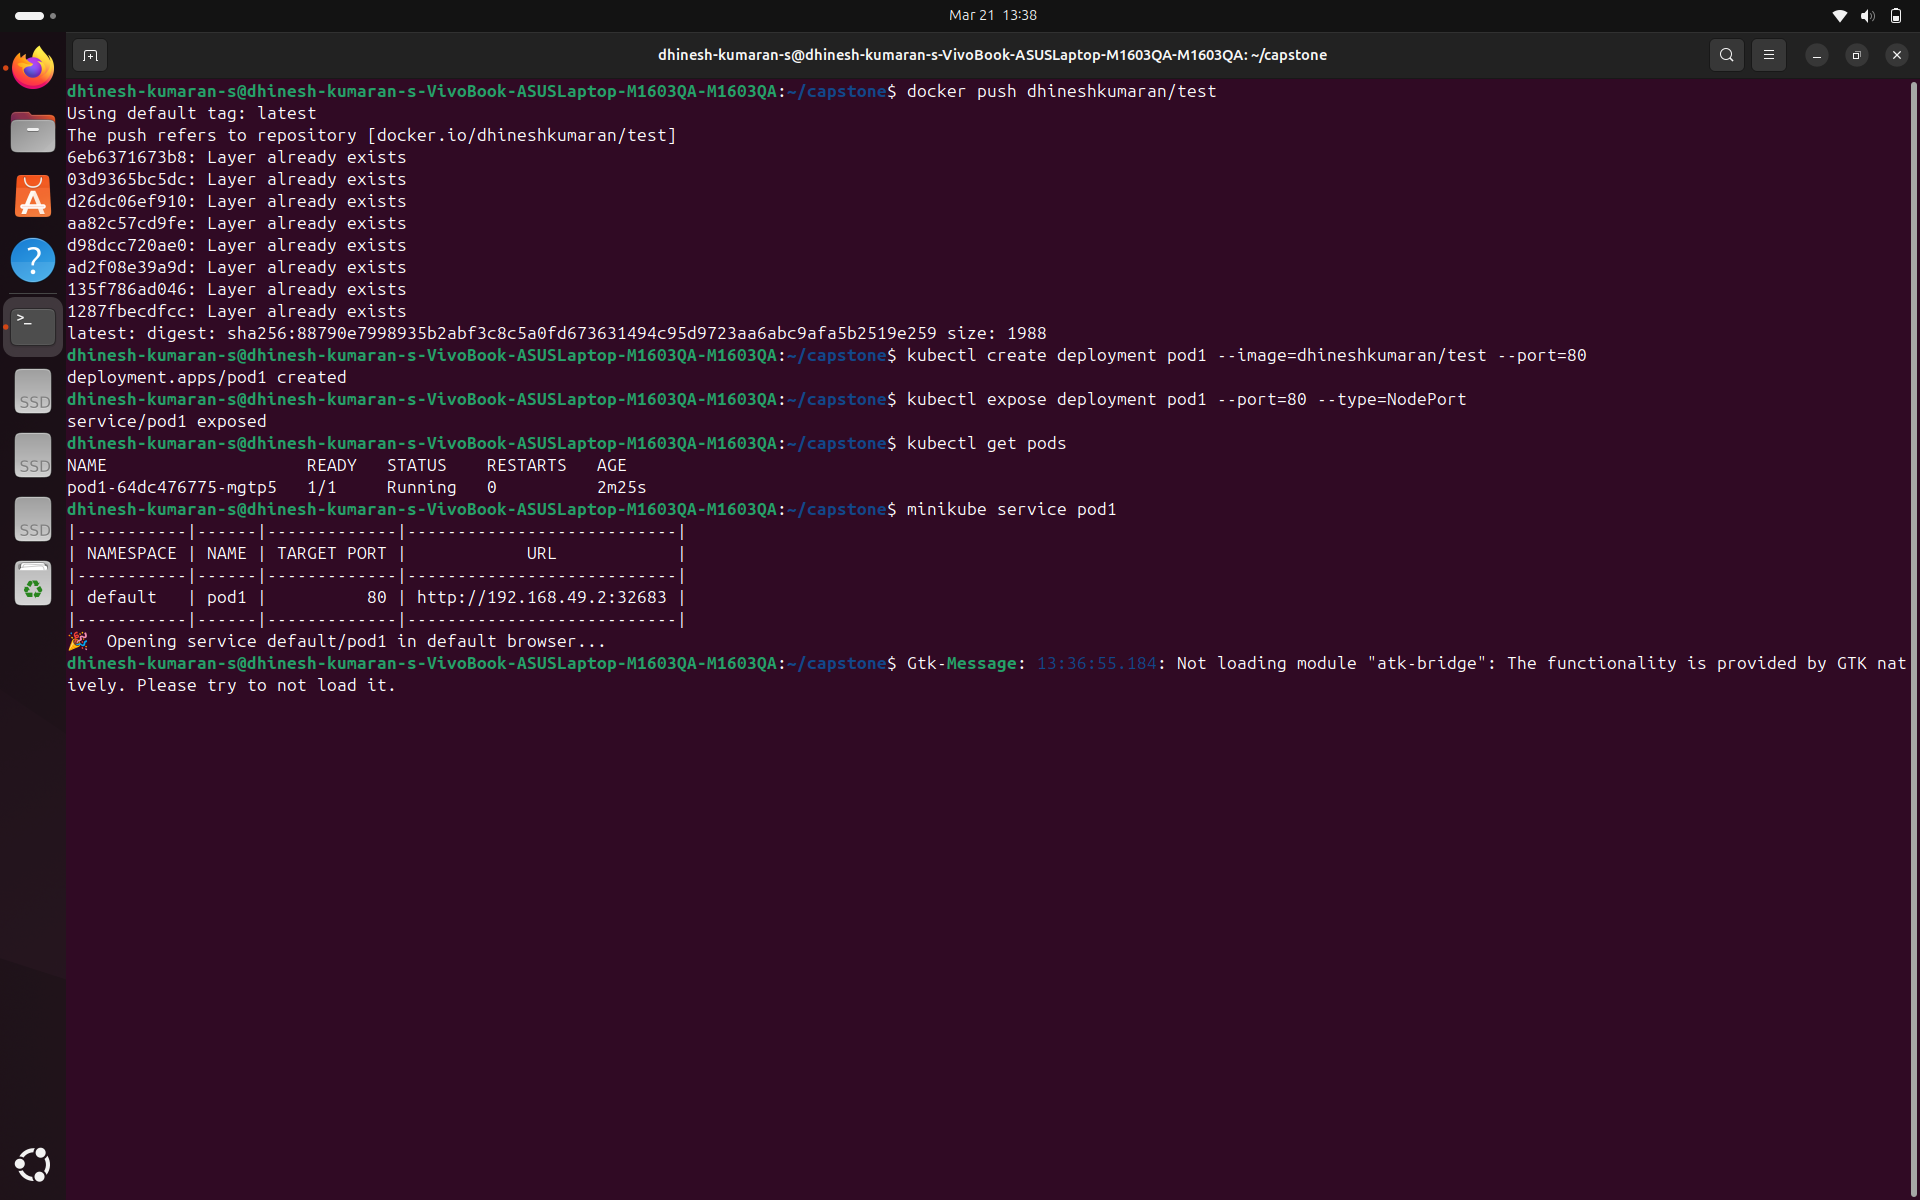 Mar 21 13:38
dhinesh-kumaran-s@dhinesh-kumaran-s-VivoBook-ASUSLaptop-M1603QA-M1603QA: ~/capstone
dhinesh-kumaran-s@dhinesh-kumaran-s-VivoBook-ASUSLaptop-M1603QA-M1603QA:~/capstone$ docker push dhineshkumaran/test
Using default tag: latest
The push refers to repository [docker.io/dhineshkumaran/test]
6eb6371673b8: Layer already exists
03d9365bc5dc: Layer already exists
d26dc06ef910: Layer already exists
aa82c57cd9fe: Layer already exists
d98dcc720ae0: Layer already exists
ad2f08e39a9d: Layer already exists
135f786ad046: Layer already exists
1287fbecdfcc: Layer already exists
latest: digest: sha256:88790e7998935b2abf3c8c5a0fd673631494c95d9723aa6abc9afa5b2519e259 size: 1988
dhinesh-kumaran-s@dhinesh-kumaran-s-VivoBook-ASUSLaptop-M1603QA-M1603QA:~/capstone$ kubectl create deployment pod1 --image=dhineshkumaran/test --port=80
deployment.apps/pod1 created
dhinesh-kumaran-s@dhinesh-kumaran-s-VivoBook-ASUSLaptop-M1603QA-M1603QA:~/capstone$ kubectl expose deployment pod1 --port=80 --type=NodePort
service/pod1 exposed
dhinesh-kumaran-s@dhinesh-kumaran-s-VivoBook-ASUSLaptop-M1603QA-M1603QA:~/capstone$ kubectl get pods
NAME                    READY   STATUS    RESTARTS   AGE
pod1-64dc476775-mgtp5   1/1     Running   0          2m25s
dhinesh-kumaran-s@dhinesh-kumaran-s-VivoBook-ASUSLaptop-M1603QA-M1603QA:~/capstone$ minikube service pod1
|-----------|------|-------------|---------------------------|
| NAMESPACE | NAME | TARGET PORT |            URL            |
|-----------|------|-------------|---------------------------|
| default   | pod1 |          80 | http://192.168.49.2:32683 |
|-----------|------|-------------|---------------------------|
🎉  Opening service default/pod1 in default browser...
dhinesh-kumaran-s@dhinesh-kumaran-s-VivoBook-ASUSLaptop-M1603QA-M1603QA:~/capstone$ Gtk-Message: 13:36:55.184: Not loading module "atk-bridge": The functionality is provided by GTK nat
ively. Please try to not load it.
SSD
SSD
SSD